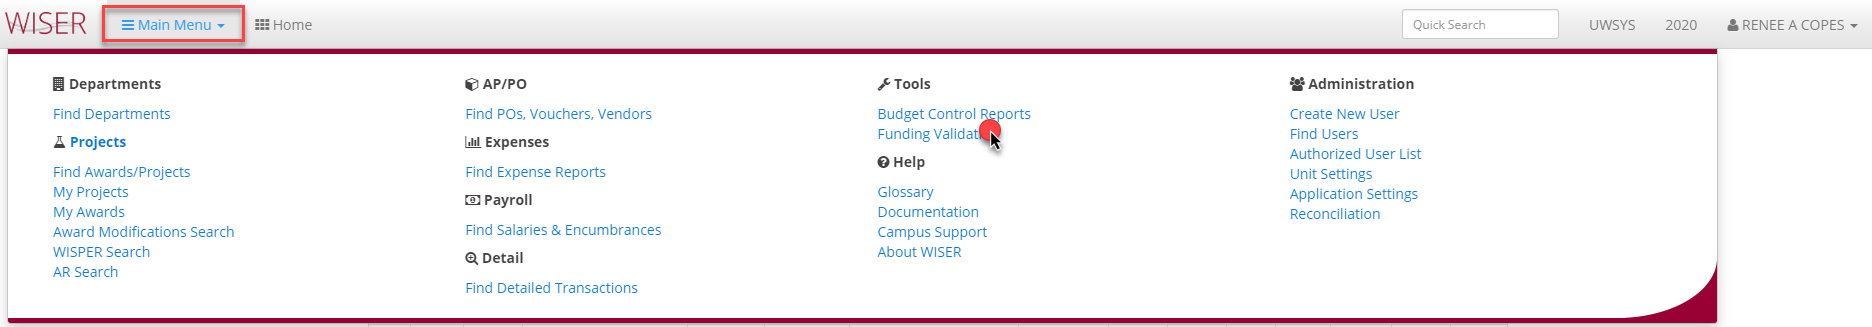 WISER Main Menu Home Quick Search UWSYS 2020 RENEE A COPES
Departments
Find Departments
Projects
Find Awards/Projects
My Projects
My Awards
Award Modifications Search
WISPER Search
AR Search
AP/PO
Find POs, Vouchers, Vendors
Expenses
Find Expense Reports
Payroll
Find Salaries & Encumbrances
Detail
Find Detailed Transactions
Tools
Budget Control Reports
Funding
Help
Glossary
Documentation
Campus Support
About WISER
Administration
Create New User
Find Users
Authorized User List
Unit Settings
Application Settings
Reconciliation